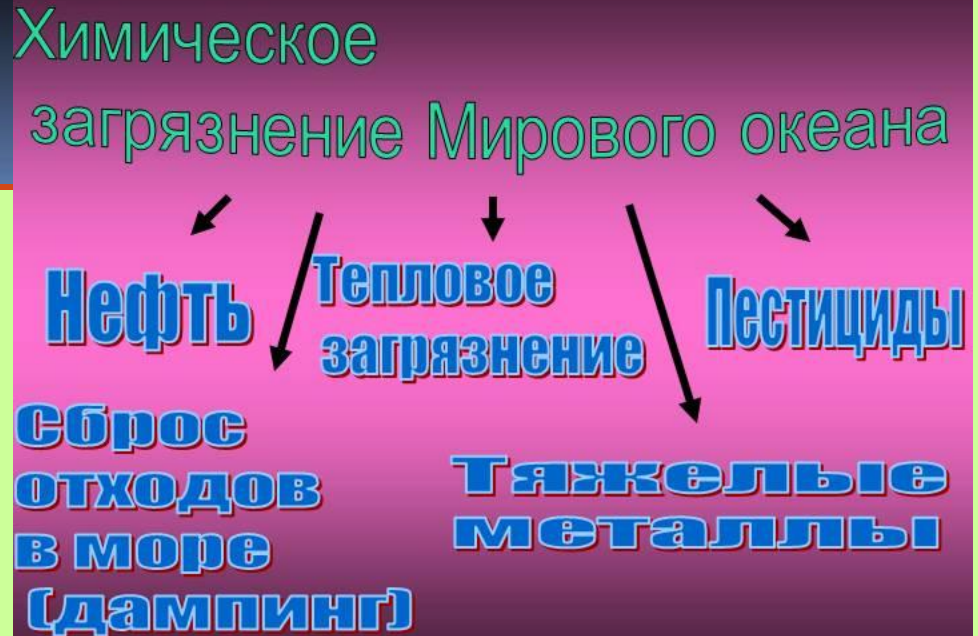 Химическое
загрязнение Мирового океана
Нефть
Тепловое
загрязнение
Пестициды
Сброс
отходов
в море
(дампинг)
Тяжелые
металлы